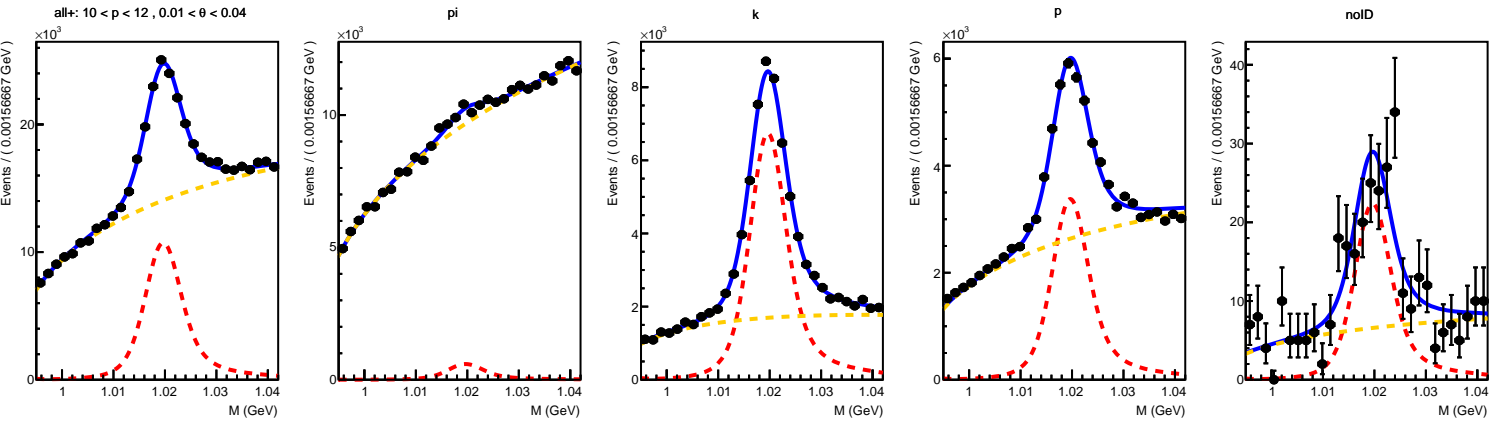 all+: 10 < p < 12 , 0.01 < θ < 0.04
×10³
Events / ( 0.00156667 GeV )
20
10
0
1 1.01 1.02 1.03 1.04
M (GeV)
pi
×10³
Events / ( 0.00156667 GeV )
10
5
0
1 1.01 1.02 1.03 1.04
M (GeV)
k
×10³
Events / ( 0.00156667 GeV )
8
6
4
2
0
1 1.01 1.02 1.03 1.04
M (GeV)
p
×10³
Events / ( 0.00156667 GeV )
6
4
2
0
1 1.01 1.02 1.03 1.04
M (GeV)
noID
Events / ( 0.00156667 GeV )
40
30
20
10
0
1 1.01 1.02 1.03 1.04
M (GeV)